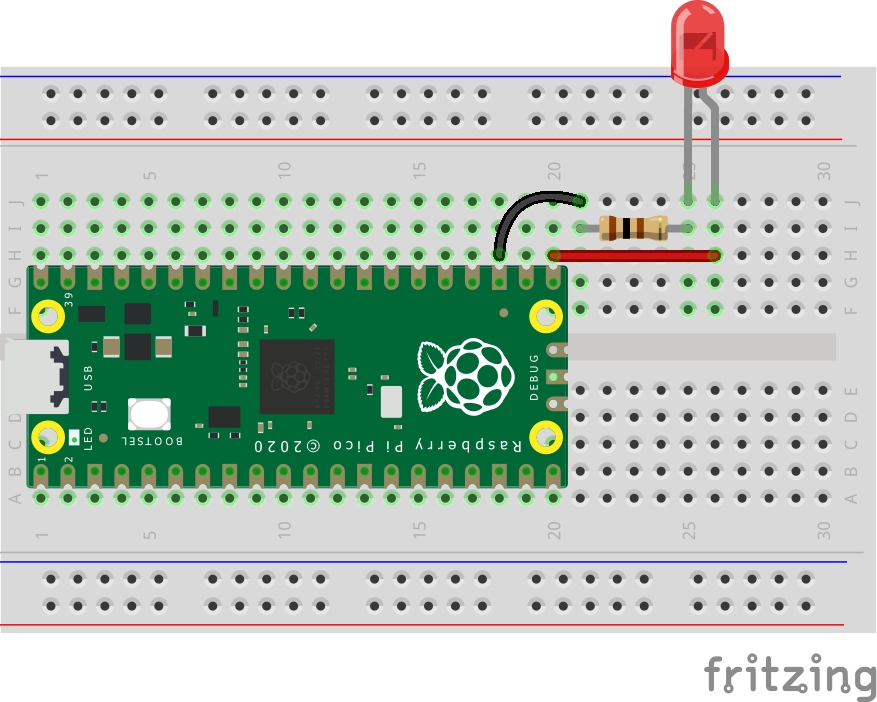 1 5 10 15 20 25 30
J J
I I
H H
G G
F F
39
USB
DEBUG
E
D D
LED
BOOTSEL
Raspberry Pi Pico © 2020
C C
B B
1 2
A A
1 5 10 15 20 25 30
fritzing